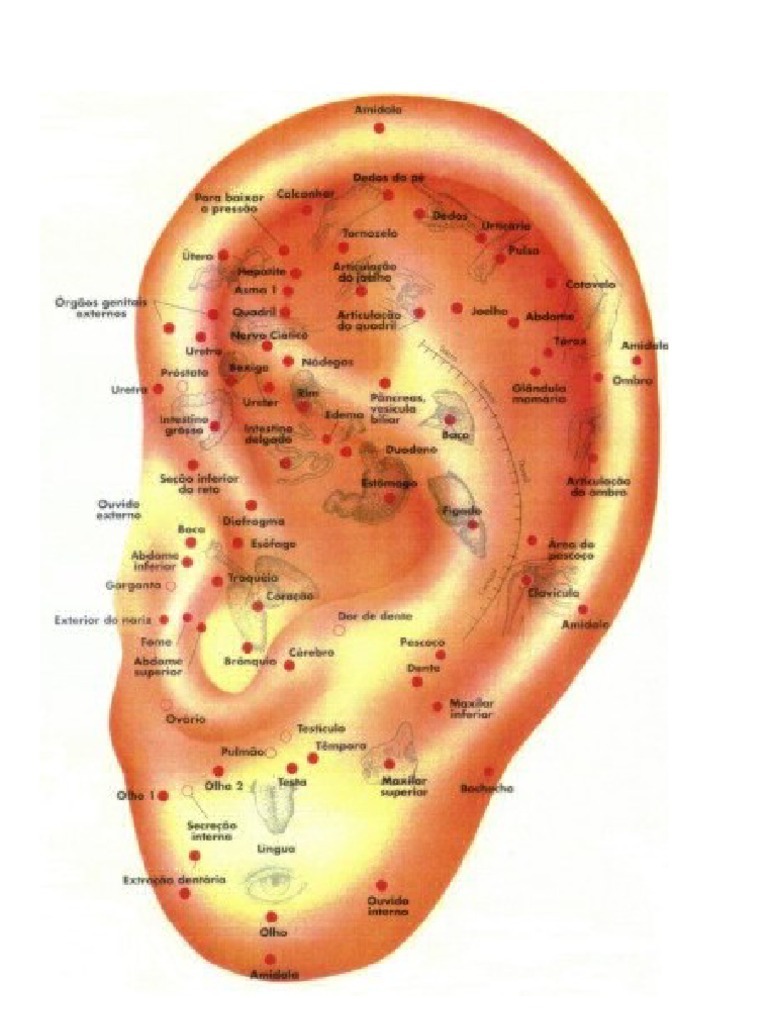 Amídala
Dedos do pé
Para baixar
a pressão
Calcanhar
Dedos
Urticária
Tornozelo
Pulso
Útero
Hepatite
Articulação
do joelho
Asma 1
Cotovelo
Órgãos genitais
externos
Quadril
Articulação
do quadril
Joelho
Abdome
Nervo Ciático
Uretra
Tórax
Amídala
Próstata
Bexiga
Nádegas
Ombro
Uretra
Ureter
Rim
Pâncreas,
vesícula
biliar
Glândula
mamária
Intestino
grosso
Edema
Intestino
delgado
Baço
Duodeno
Seção inferior
do reto
Estômago
Articulação
do ombro
Ouvido
externo
Diafragma
Fígado
Boca
Esôfago
Área do
pescoço
Abdome
inferior
Garganta
Traquéia
Coração
Clavícula
Exterior do nariz
Dor de dente
Amídala
Fome
Abdome
superior
Brônquio
Cérebro
Pescoço
Dente
Maxilar
inferior
Ovário
Testículo
Pulmão
Têmpora
Olho 2
Testa
Maxilar
superior
Bochecha
Olho 1
Secreção
interna
Língua
Extração dentária
Ouvido
interno
Olho
Amídala